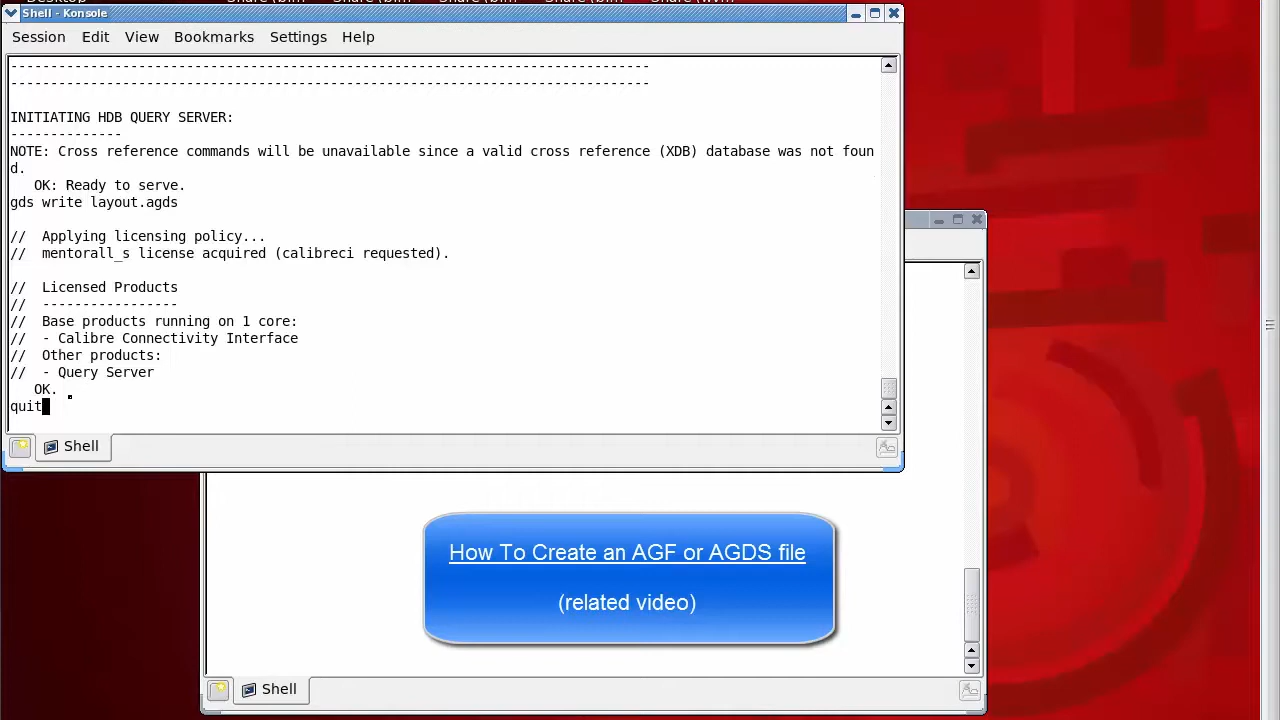 Shell - Konsole
Session Edit View Bookmarks Settings Help
---------------------------------------------------------------------------------
---------------------------------------------------------------------------------
INITIATING HDB QUERY SERVER:
--------------
NOTE: Cross reference commands will be unavailable since a valid cross reference (XDB) database was not foun
d.
OK: Ready to serve.
gds write layout.agds
// Applying licensing policy...
// mentorall_s license acquired (calibreci requested).
// Licensed Products
// -----------------
// Base products running on 1 core:
// - Calibre Connectivity Interface
// Other products:
// - Query Server
OK.
quit
Shell
How To Create an AGF or AGDS file
(related video)
Shell